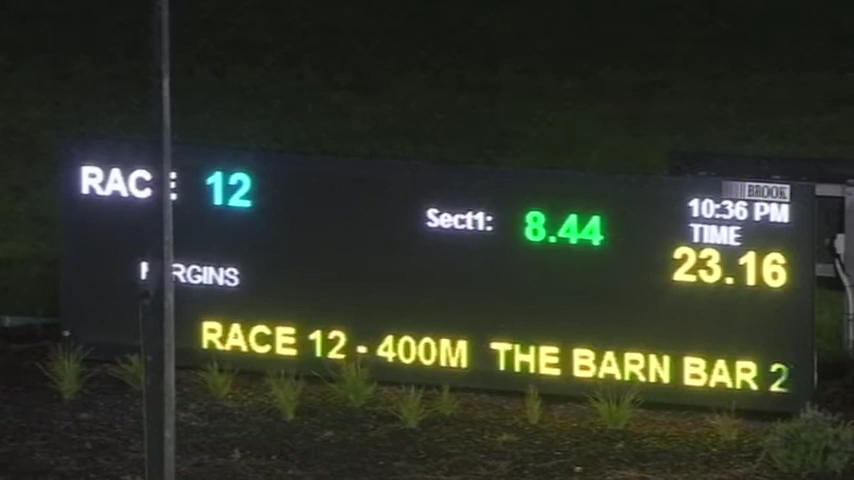 BROOK
RACE 12
Sect1: 8.44
10:36 PM
TIME
23.16
RGINS
RACE 12 - 400M THE BARN BAR 2